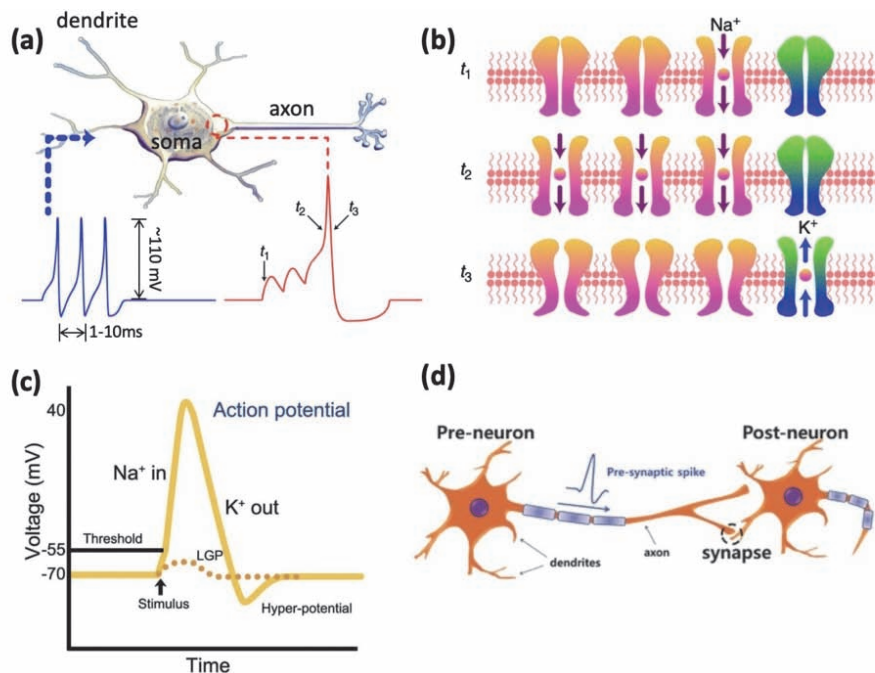 (a)
dendrite
soma
axon
~110 mV
1-10ms
t1
t2
t3
(b)
Na⁺
t1
t2
K⁺
t3
(c)
Action potential
40
Na⁺ in
K⁺ out
Voltage (mV)
Threshold
-55
LGP
-70
Stimulus
Hyper-potential
Time
(d)
Pre-neuron
Post-neuron
Pre-synaptic spike
dendrites
axon
synapse